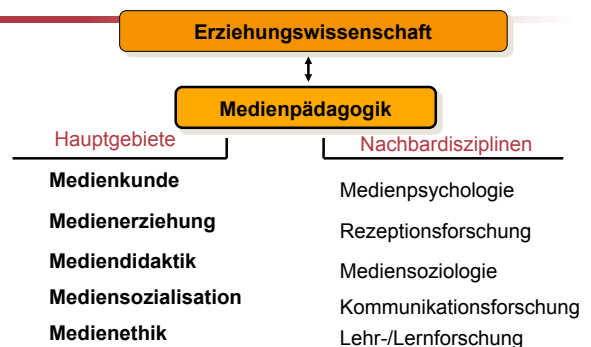 Erziehungswissenschaft
Medienpädagogik
Hauptgebiete
Medienkunde
Medienerziehung
Mediendidaktik
Mediensozialisation
Medienethik
Nachbardisziplinen
Medienpsychologie
Rezeptionsforschung
Mediensoziologie
Kommunikationsforschung
Lehr-/Lernforschung